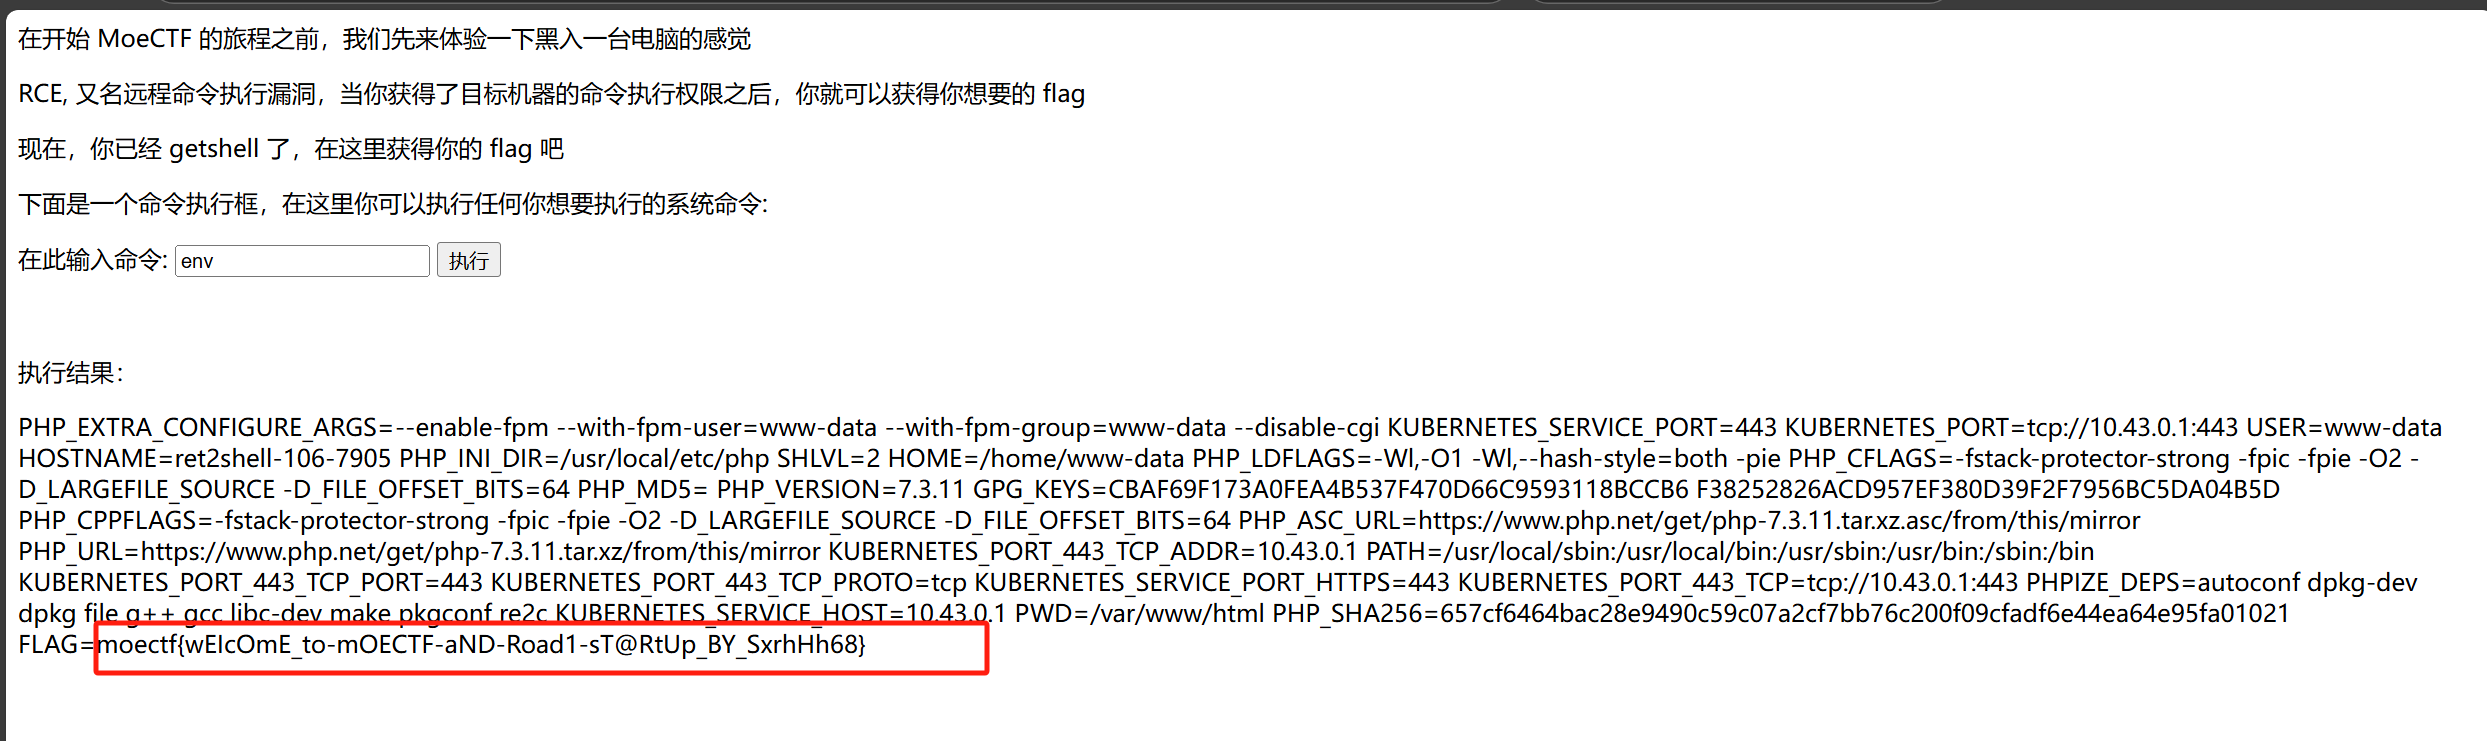 在开始 MoeCTF 的旅程之前，我们先来体验一下黑入一台电脑的感觉
RCE, 又名远程命令执行漏洞，当你获得了目标机器的命令执行权限之后，你就可以获得你想要的 flag
现在，你已经 getshell 了，在这里获得你的 flag 吧
下面是一个命令执行框，在这里你可以执行任何你想要执行的系统命令:
在此输入命令: env 执行
执行结果：
PHP_EXTRA_CONFIGURE_ARGS=--enable-fpm --with-fpm-user=www-data --with-fpm-group=www-data --disable-cgi KUBERNETES_SERVICE_PORT=443 KUBERNETES_PORT=tcp://10.43.0.1:443 USER=www-data
HOSTNAME=ret2shell-106-7905 PHP_INI_DIR=/usr/local/etc/php SHLVL=2 HOME=/home/www-data PHP_LDFLAGS=-Wl,-O1 -Wl,--hash-style=both -pie PHP_CFLAGS=-fstack-protector-strong -fpic -fpie -O2 -
D_LARGEFILE_SOURCE -D_FILE_OFFSET_BITS=64 PHP_MD5= PHP_VERSION=7.3.11 GPG_KEYS=CBAF69F173A0FEA4B537F470D66C9593118BCCB6 F38252826ACD957EF380D39F2F7956BC5DA04B5D
PHP_CPPFLAGS=-fstack-protector-strong -fpic -fpie -O2 -D_LARGEFILE_SOURCE -D_FILE_OFFSET_BITS=64 PHP_ASC_URL=https://www.php.net/get/php-7.3.11.tar.xz.asc/from/this/mirror
PHP_URL=https://www.php.net/get/php-7.3.11.tar.xz/from/this/mirror KUBERNETES_PORT_443_TCP_ADDR=10.43.0.1 PATH=/usr/local/sbin:/usr/local/bin:/usr/sbin:/usr/bin:/sbin:/bin
KUBERNETES_PORT_443_TCP_PORT=443 KUBERNETES_PORT_443_TCP_PROTO=tcp KUBERNETES_SERVICE_PORT_HTTPS=443 KUBERNETES_PORT_443_TCP=tcp://10.43.0.1:443 PHPIZE_DEPS=autoconf dpkg-dev
dpkg file g++ gcc libc-dev make pkgconf re2c KUBERNETES_SERVICE_HOST=10.43.0.1 PWD=/var/www/html PHP_SHA256=657cf6464bac28e9490c59c07a2cf7bb76c200f09cfadf6e44ea64e95fa01021
FLAG=moectf{wEIcOmE_to-mOECTF-aND-Road1-sT@RtUp_BY_SxrhHh68}